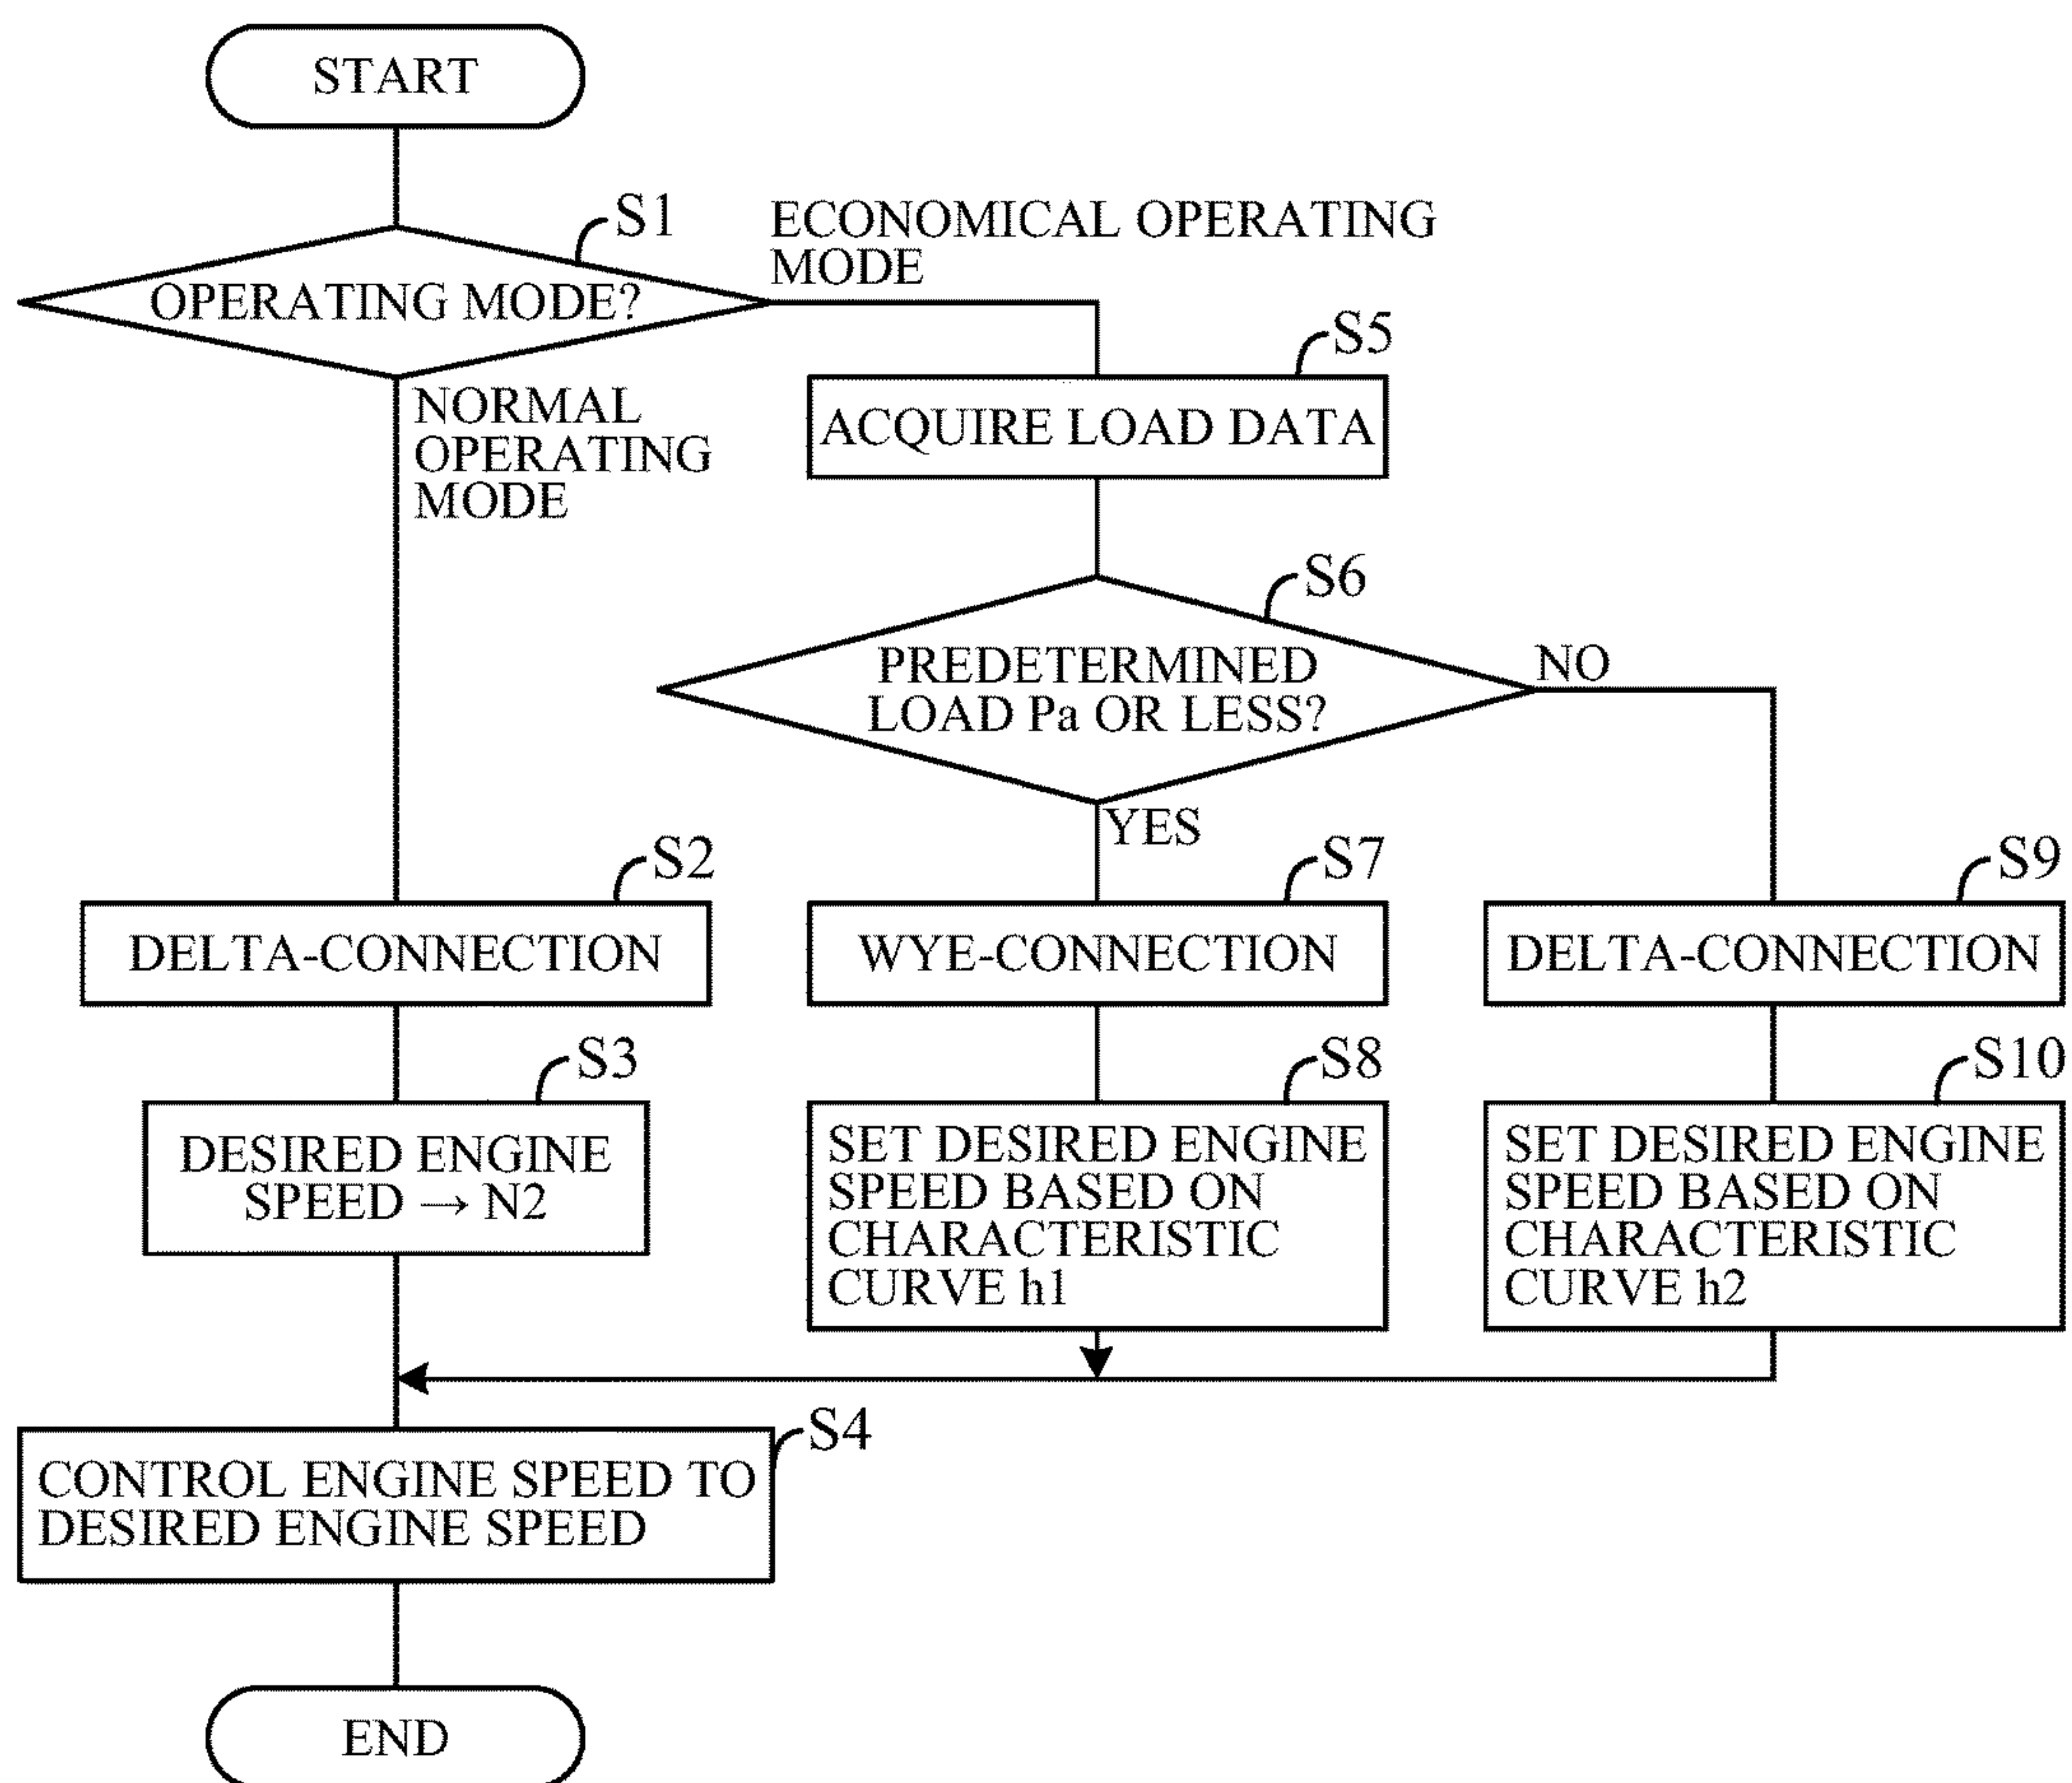 START
S1
OPERATING MODE?
ECONOMICAL OPERATING
MODE
NORMAL
OPERATING
MODE
S5
ACQUIRE LOAD DATA
S6
PREDETERMINED
LOAD Pa OR LESS?
NO
YES
S2
DELTA-CONNECTION
S7
WYE-CONNECTION
S9
DELTA-CONNECTION
S3
DESIRED ENGINE
SPEED → N2
S8
SET DESIRED ENGINE
SPEED BASED ON
CHARACTERISTIC
CURVE h1
S10
SET DESIRED ENGINE
SPEED BASED ON
CHARACTERISTIC
CURVE h2
S4
CONTROL ENGINE SPEED TO
DESIRED ENGINE SPEED
END